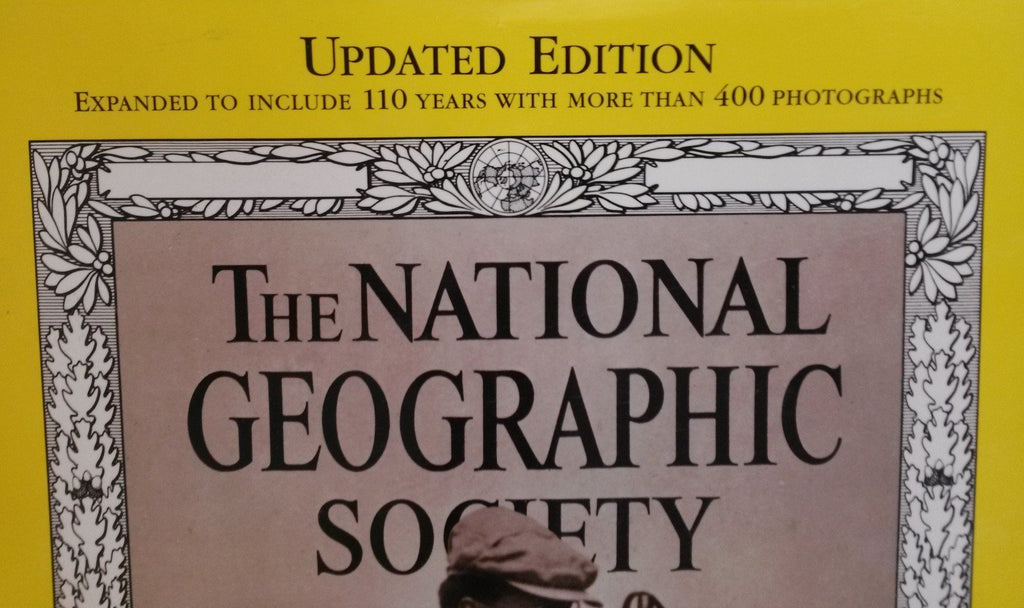 UPDATED EDITION
EXPANDED TO INCLUDE 110 YEARS WITH MORE THAN 400 PHOTOGRAPHS
THE NATIONAL
GEOGRAPHIC
SOCIETY